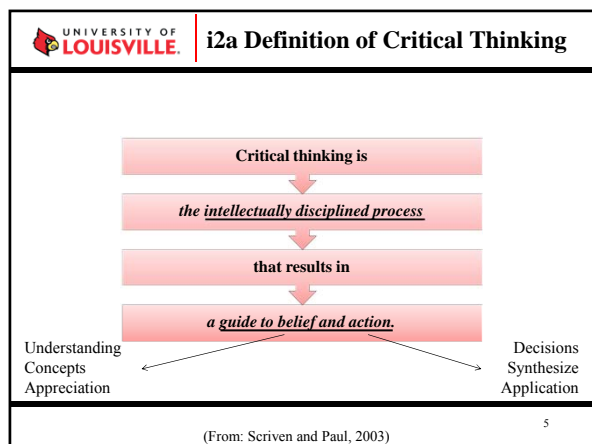 UNIVERSITY OF
LOUISVILLE.
i2a Definition of Critical Thinking
Critical thinking is
the intellectually disciplined process
that results in
a guide to belief and action.
Understanding
Concepts
Appreciation
Decisions
Synthesize
Application
(From: Scriven and Paul, 2003)
5